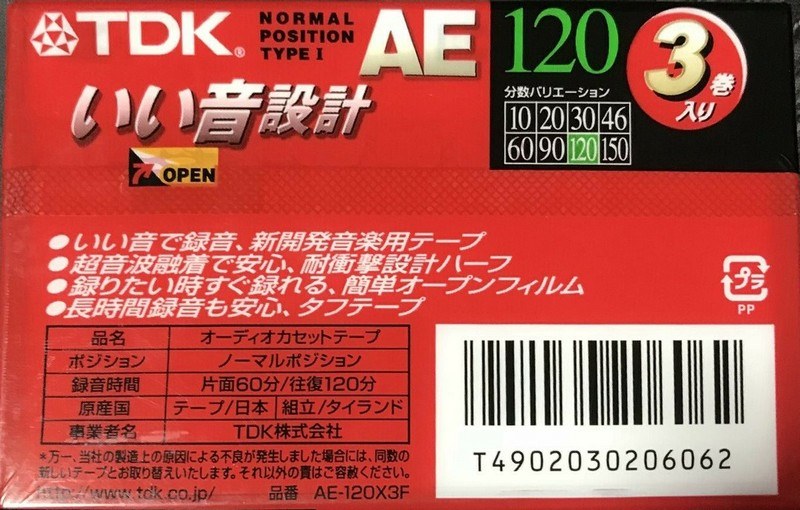 TDK®
NORMAL
POSITION
TYPE I
AE
120
3巻
入り
いい音設計
分数バリエーション
10 20 30 46
60 90 120 150
OPEN
●いい音で録音、新開発音楽用テープ
●超音波融着で安心、耐衝撃設計ハーフ
●録りたい時すぐ録れる、簡単オープンフィルム
●長時間録音も安心、タフテープ
プラ
PP
品名 オーディオカセットテープ
ポジション ノーマルポジション
録音時間 片面60分/往復120分
原産国 テープ/日本 組立/タイランド
事業者名 TDK株式会社
*万一、当社の製造上の原因による不良が発生しました場合には、同数の
新しいテープとお取り替えいたします。それ以外の責はご容赦ください。
http://www.tdk.co.jp/ 品番 AE-120X3F
T4902030206062